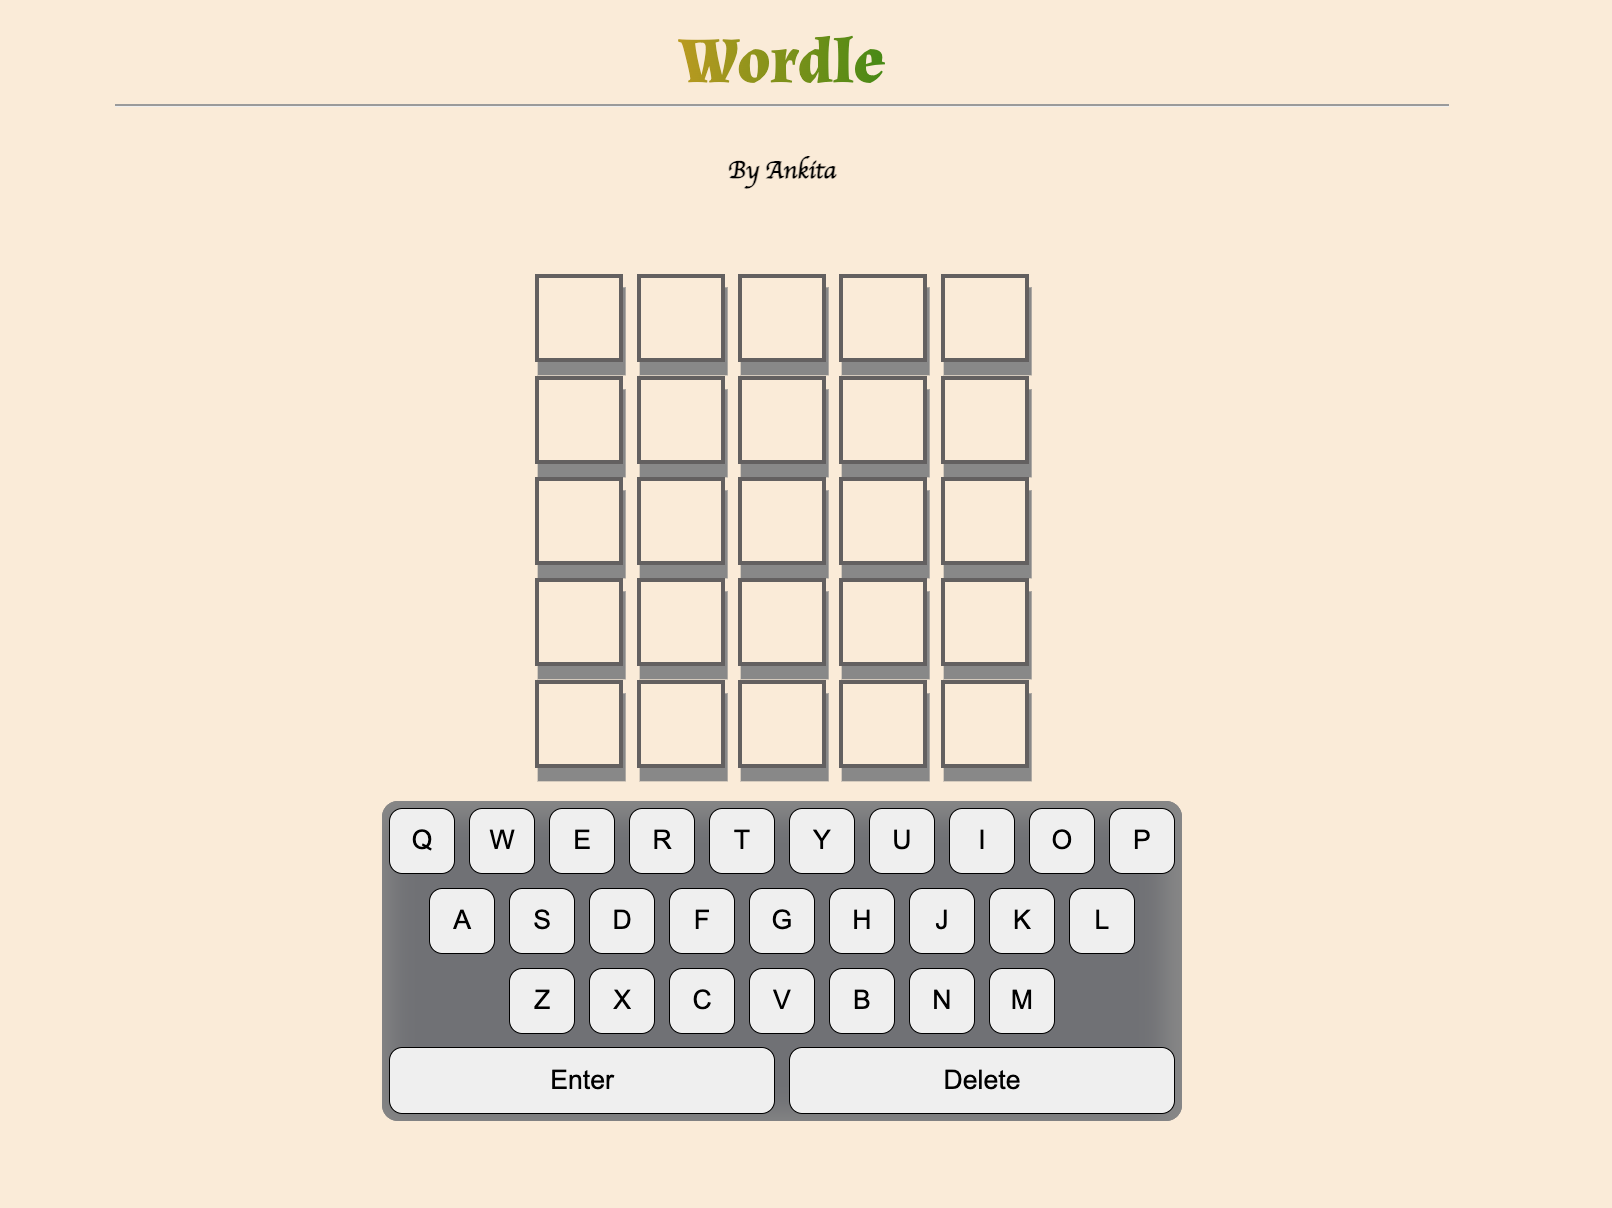 Wordle
By Ankita
Q W E R T Y U I O P
A S D F G H J K L
Z X C V B N M
Enter Delete